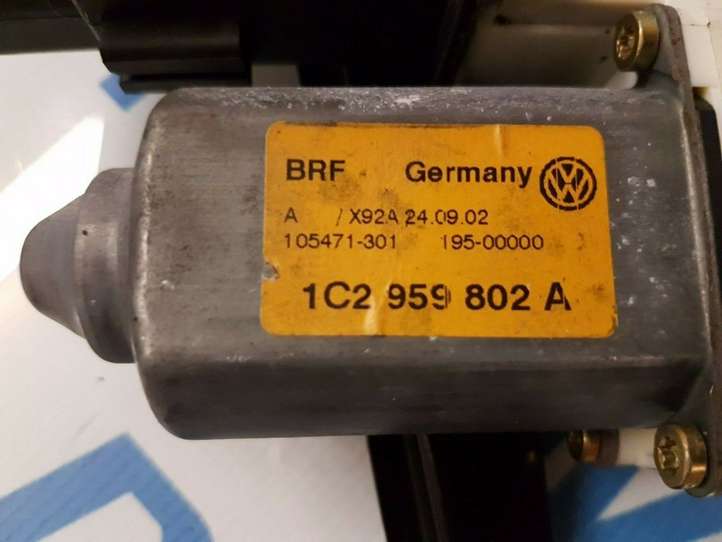 BRF Germany VW
A / X92A 24.09.02
105471-301 195-00000
1C2 959 802 A